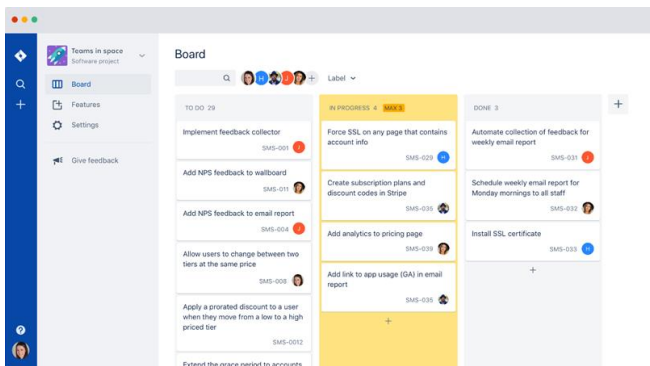 Teams in space
Software project
Board
Features
Settings
Give feedback
Board
H
J
+
Label
TO DO 29
Implement feedback collector
SMS-001 J
Add NPS feedback to wallboard
SMS-011
Add NPS feedback to email report
SMS-004 J
Allow users to change between two
tiers at the same price
SMS-008
Apply a prorated discount to a user
when they move from a low to a high
priced tier
SMS-0012
Extend the grace period to accounts
IN PROGRESS 4 MAX 3
Force SSL on any page that contains
account info
SMS-029 H
Create subscription plans and
discount codes in Stripe
SMS-035
Add analytics to pricing page
SMS-039
Add link to app usage (GA) in email
report
SMS-035
+
DONE 3
Automate collection of feedback for
weekly email report
SMS-031 J
Schedule weekly email report for
Monday mornings to all staff
SMS-032
Install SSL certificate
SMS-033 H
+
+